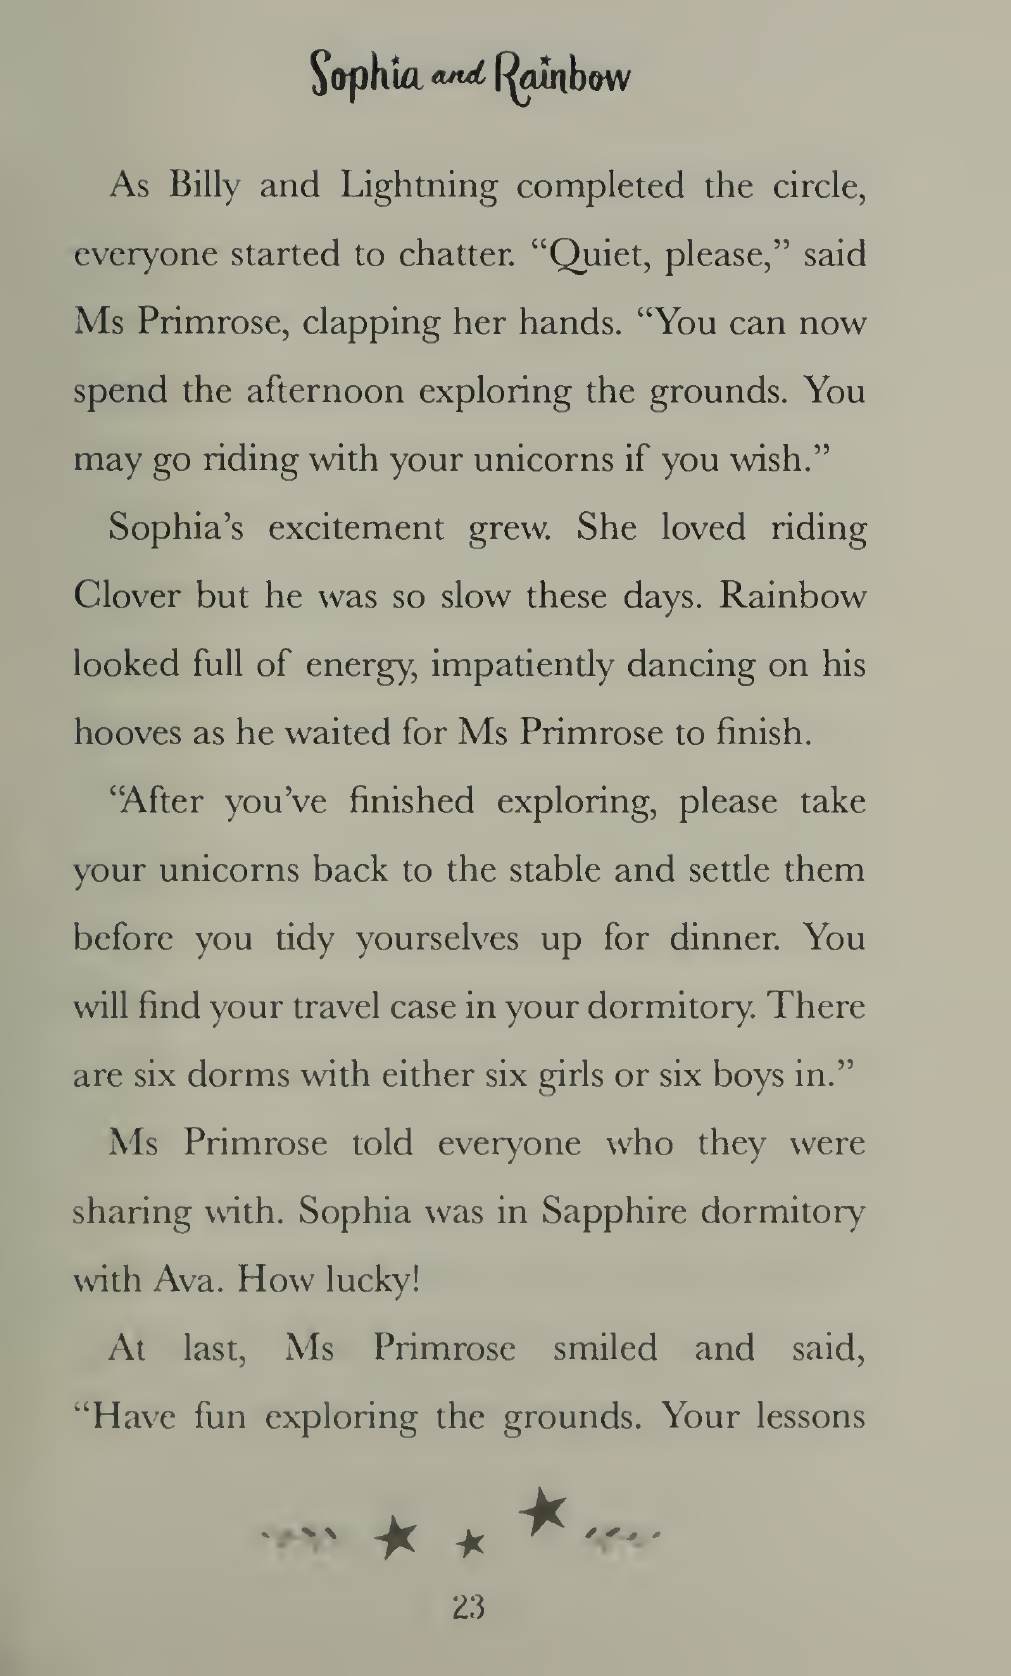 Sophia and Rainbow
As Billy and Lightning completed the circle,
everyone started to chatter. “Quiet, please,” said
Ms Primrose, clapping her hands. “You can now
spend the afternoon exploring the grounds. You
may go riding with your unicorns if you wish.”
Sophia’s excitement grew. She loved riding
Clover but he was so slow these days. Rainbow
looked full of energy, impatiently dancing on his
hooves as he waited for Ms Primrose to finish.
“After you’ve finished exploring, please take
your unicorns back to the stable and settle them
before you tidy yourselves up for dinner. You
will find your travel case in your dormitory. There
are six dorms with either six girls or six boys in.”
Ms Primrose told everyone who they were
sharing with. Sophia was in Sapphire dormitory
with Ava. How lucky!
At last, Ms Primrose smiled and said,
“Have fun exploring the grounds. Your lessons
23